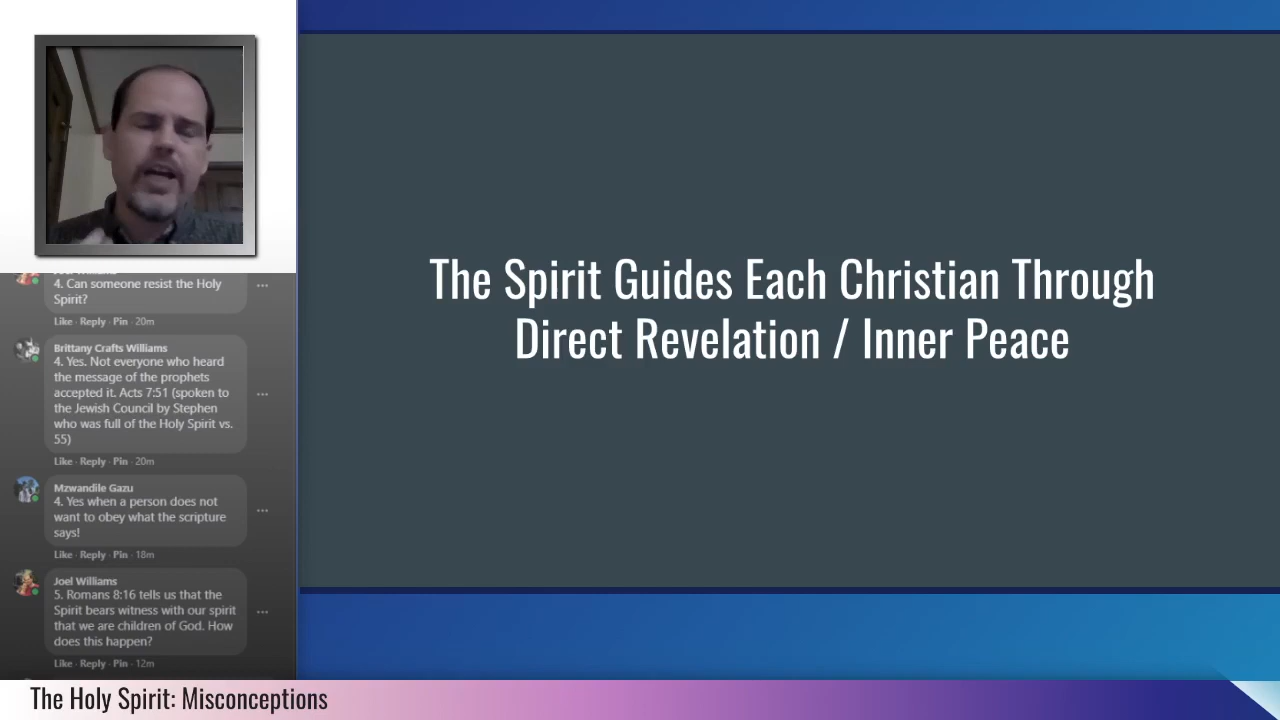 Joel Williams
4. Can someone resist the Holy
Spirit?
Like · Reply · Pin · 20m
Brittany Crafts Williams
4. Yes. Not everyone who heard
the message of the prophets
accepted it. Acts 7:51 (spoken to
the Jewish Council by Stephen
who was full of the Holy Spirit vs.
55)
Like · Reply · Pin · 20m
Mzwandile Gazu
4. Yes when a person does not
want to obey what the scripture
says!
Like · Reply · Pin · 18m
Joel Williams
5. Romans 8:16 tells us that the
Spirit bears witness with our spirit
that we are children of God. How
does this happen?
Like · Reply · Pin · 12m
The Spirit Guides Each Christian Through
Direct Revelation / Inner Peace
The Holy Spirit: Misconceptions